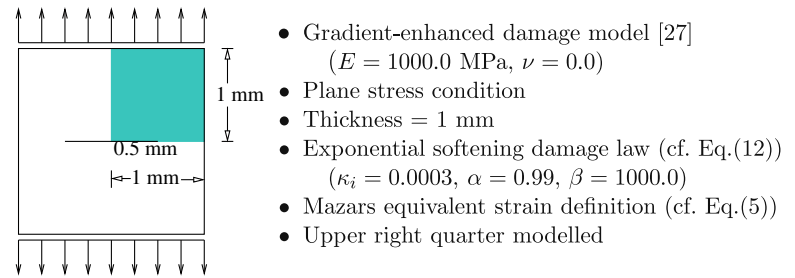 1 mm
0.5 mm
1 mm
• Gradient-enhanced damage model [27]
(E = 1000.0 MPa, ν = 0.0)
• Plane stress condition
• Thickness = 1 mm
• Exponential softening damage law (cf. Eq.(12))
(κi = 0.0003, α = 0.99, β = 1000.0)
• Mazars equivalent strain definition (cf. Eq.(5))
• Upper right quarter modelled